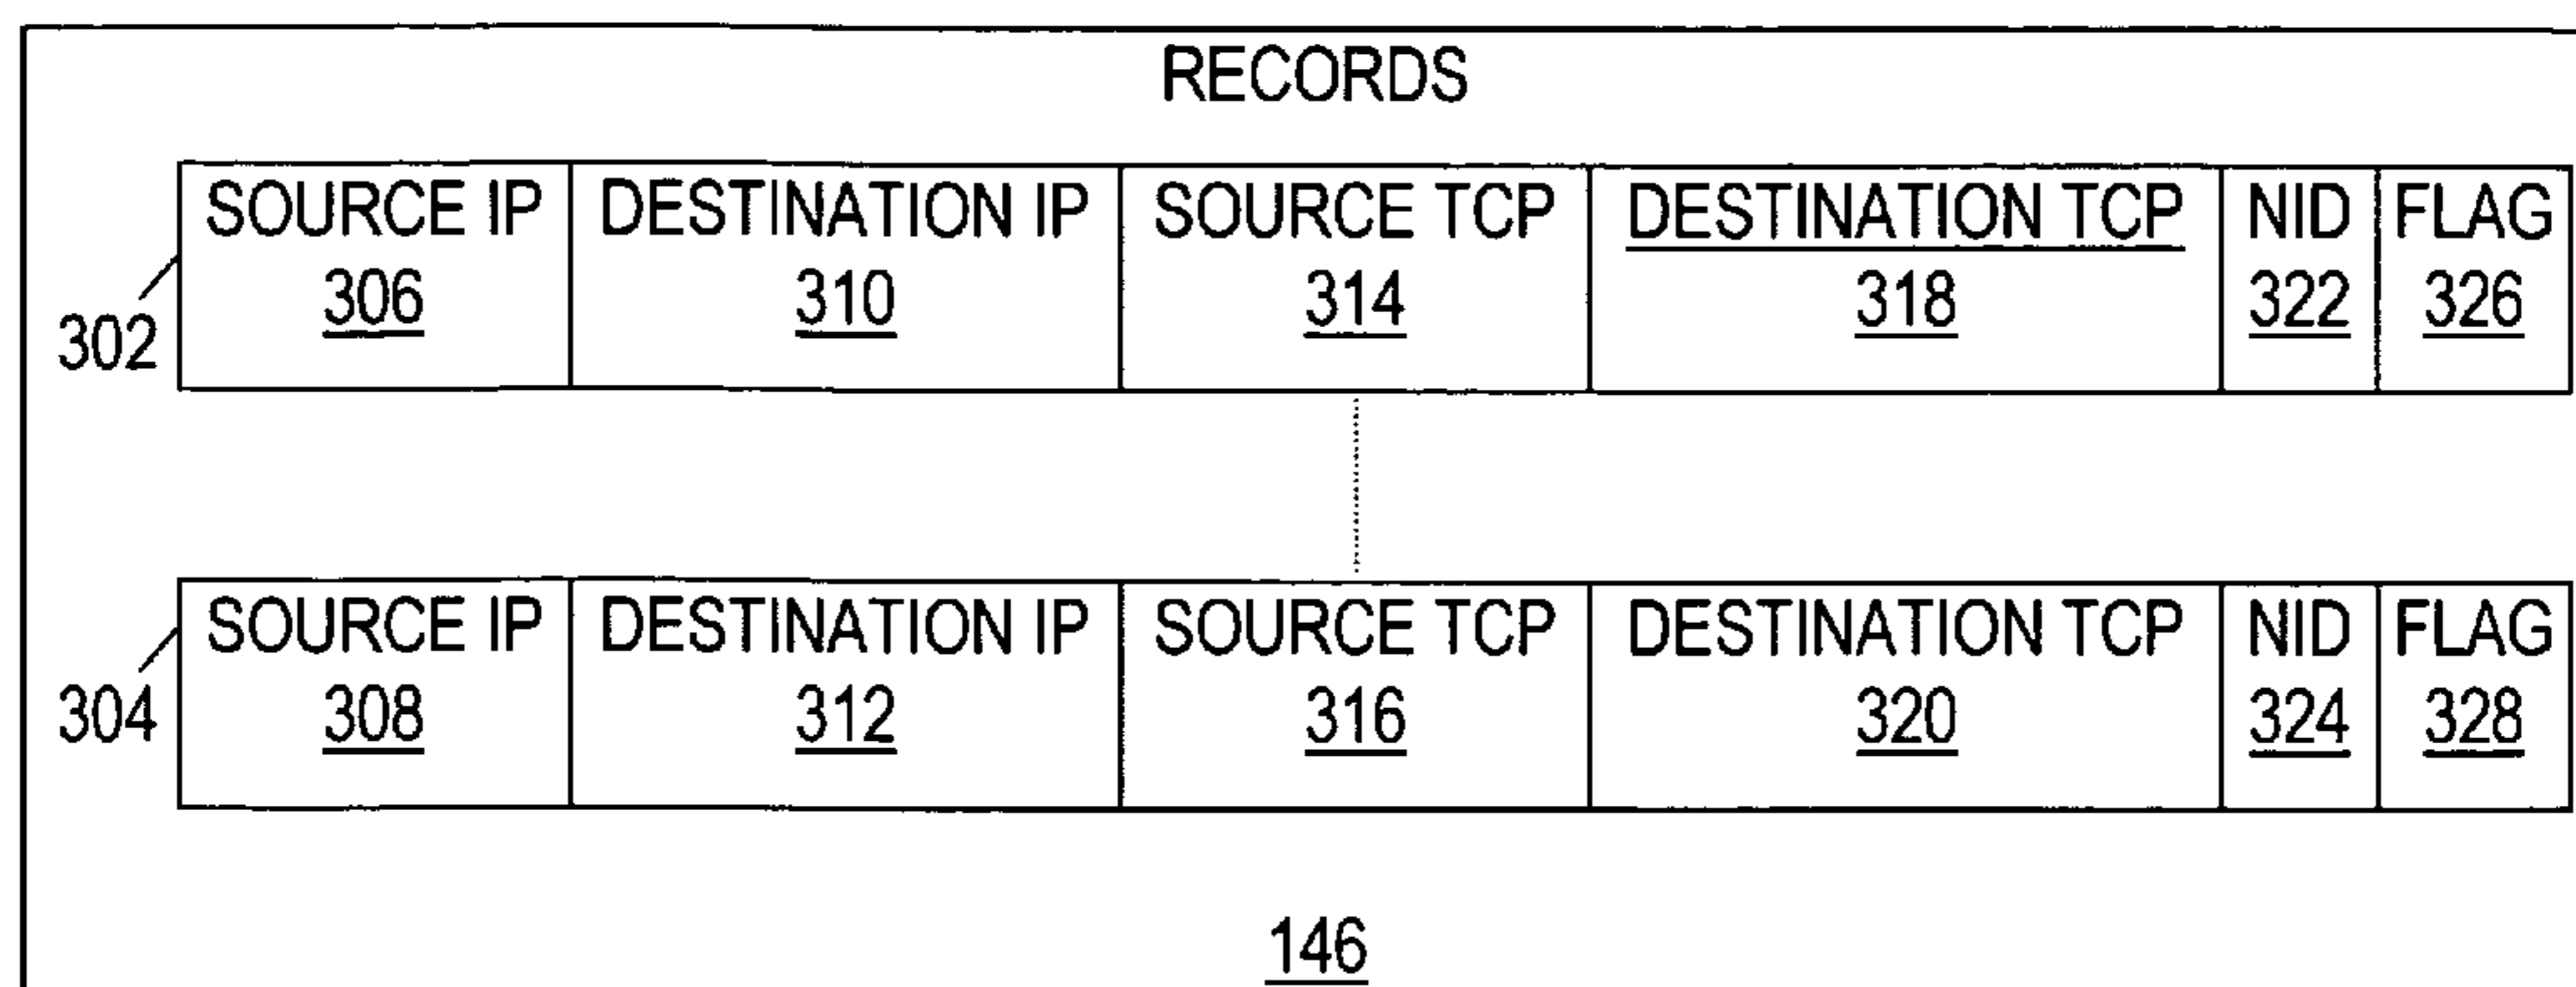 RECORDS
SOURCE IP DESTINATION IP SOURCE TCP DESTINATION TCP NID FLAG
306 310 314 318 322 326
302
SOURCE IP DESTINATION IP SOURCE TCP DESTINATION TCP NID FLAG
304 308 312 316 320 324 328
146